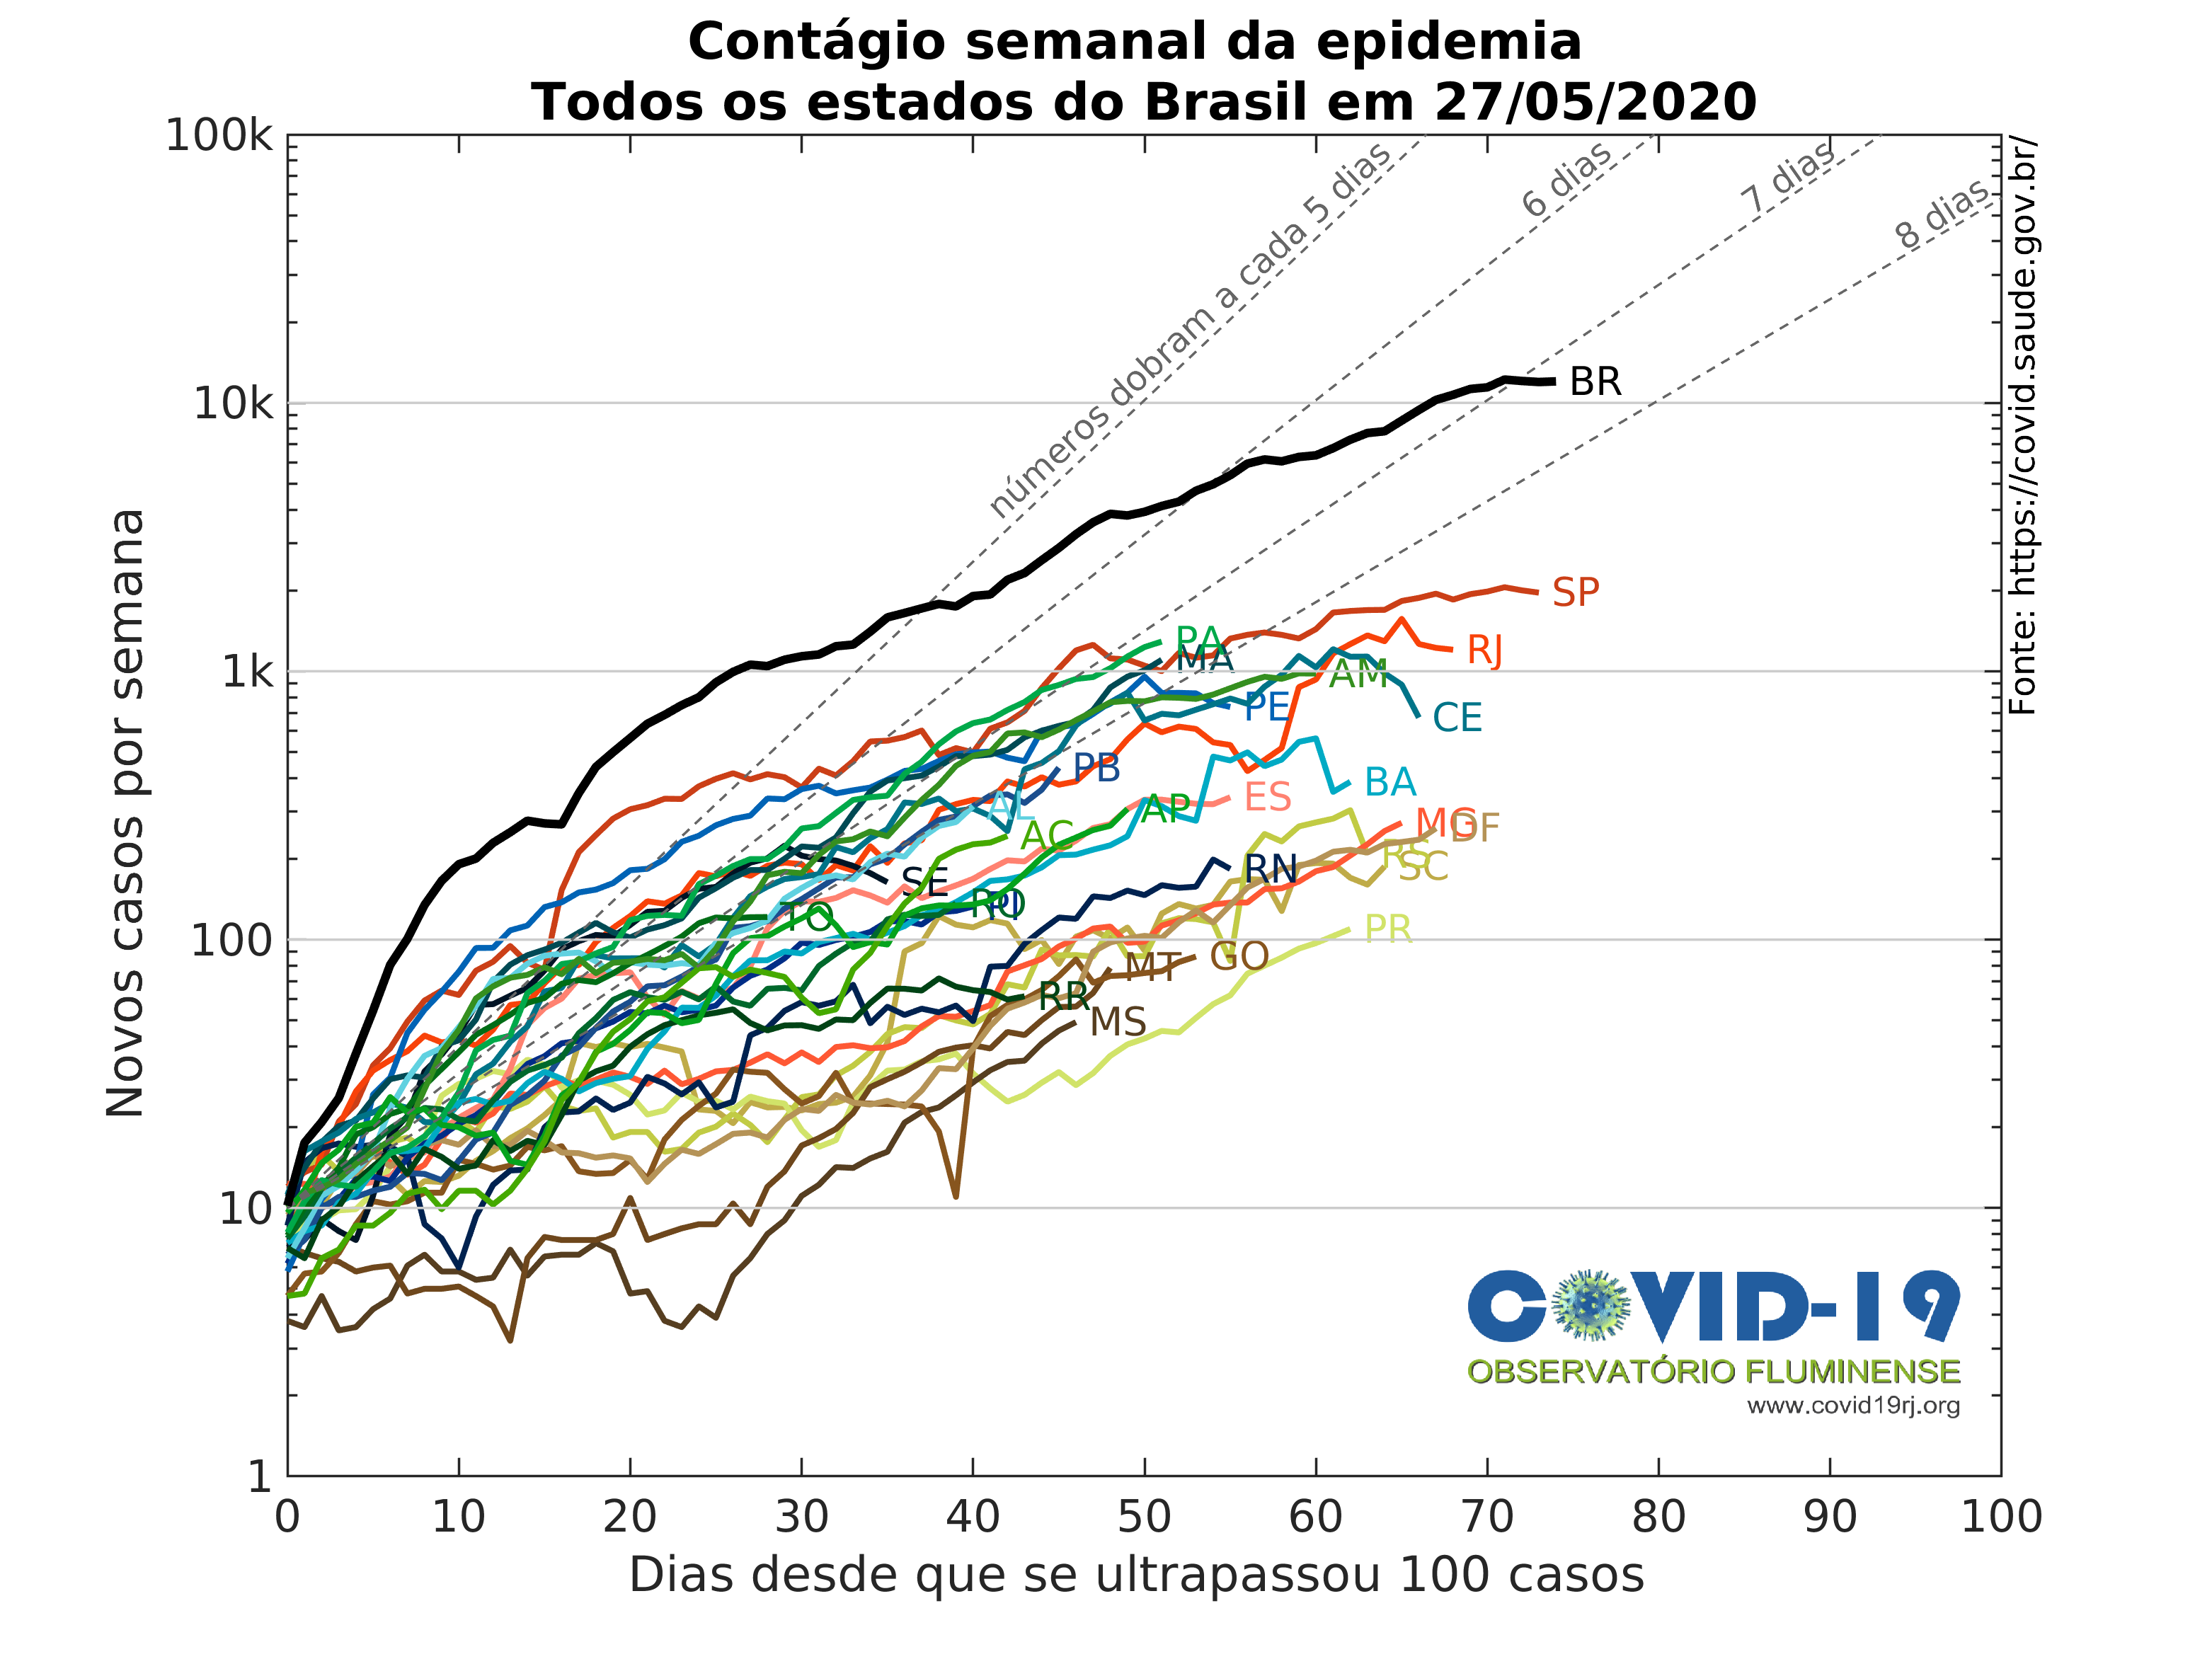 Contágio semanal da epidemia
Todos os estados do Brasil em 27/05/2020
100k
10k
1k
100
10
1
Novos casos por semana
0 10 20 30 40 50 60 70 80 90 100
Dias desde que se ultrapassou 100 casos
números dobram a cada 5 dias
6 dias
7 dias
8 dias
Fonte: https://covid.saude.gov.br/
BR
SP
PA
MA
RJ
AM
PE
CE
PB
BA
ES
AL
AP
AC
MG
DF
RS
SC
SE
RN
RO
PI
TO
PR
GO
MT
RR
MS
COVID-19
OBSERVATÓRIO FLUMINENSE
www.covid19rj.org